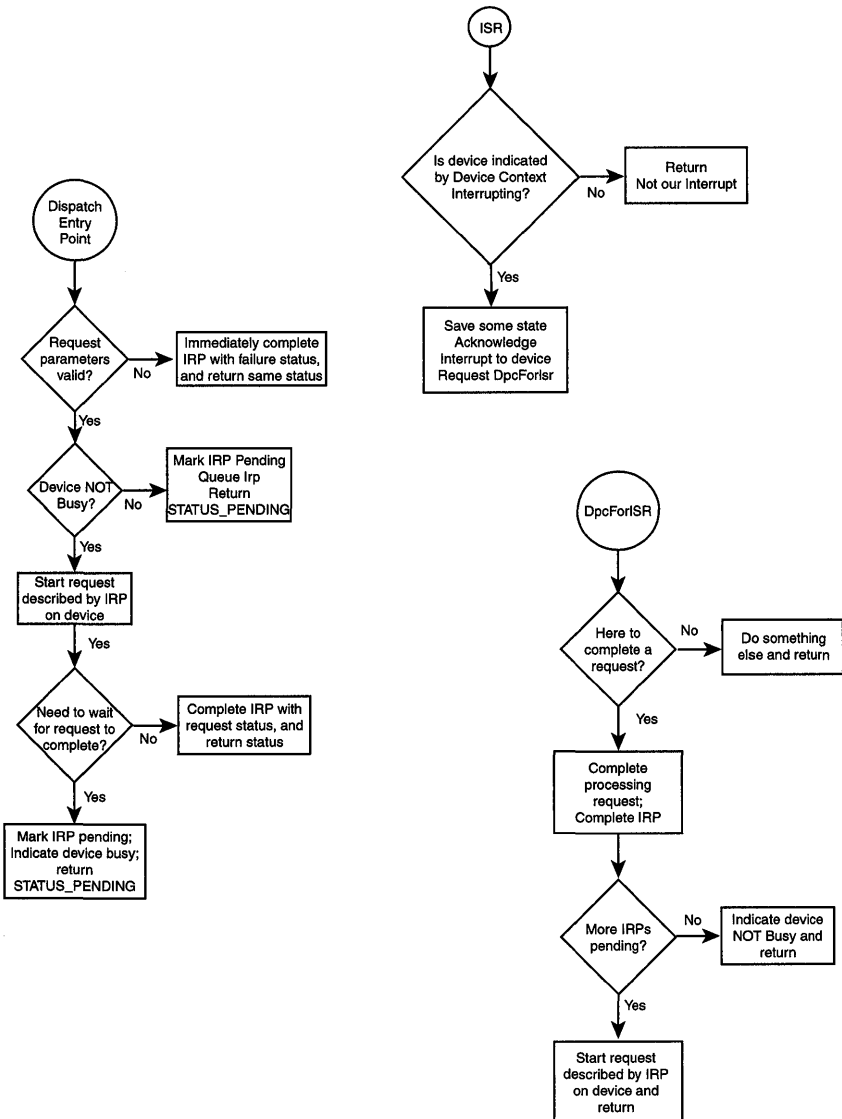 ISR
Is device indicated
by Device Context
Interrupting?
No
Return
Not our Interrupt
Yes
Save some state
Acknowledge
Interrupt to device
Request DpcForIsr
Dispatch
Entry
Point
Request
parameters
valid?
No
Immediately complete
IRP with failure status,
and return same status
Yes
Device NOT
Busy?
No
Mark IRP Pending
Queue Irp
Return
STATUS_PENDING
Yes
Start request
described by IRP
on device
Yes
Need to wait
for request to
complete?
No
Complete IRP with
request status, and
return status
Yes
Mark IRP pending;
Indicate device busy;
return
STATUS_PENDING
DpcForISR
Here to
complete a
request?
No
Do something
else and return
Yes
Complete
processing
request;
Complete IRP
More IRPs
pending?
No
Indicate device
NOT Busy and
return
Yes
Start request
described by IRP
on device and
return